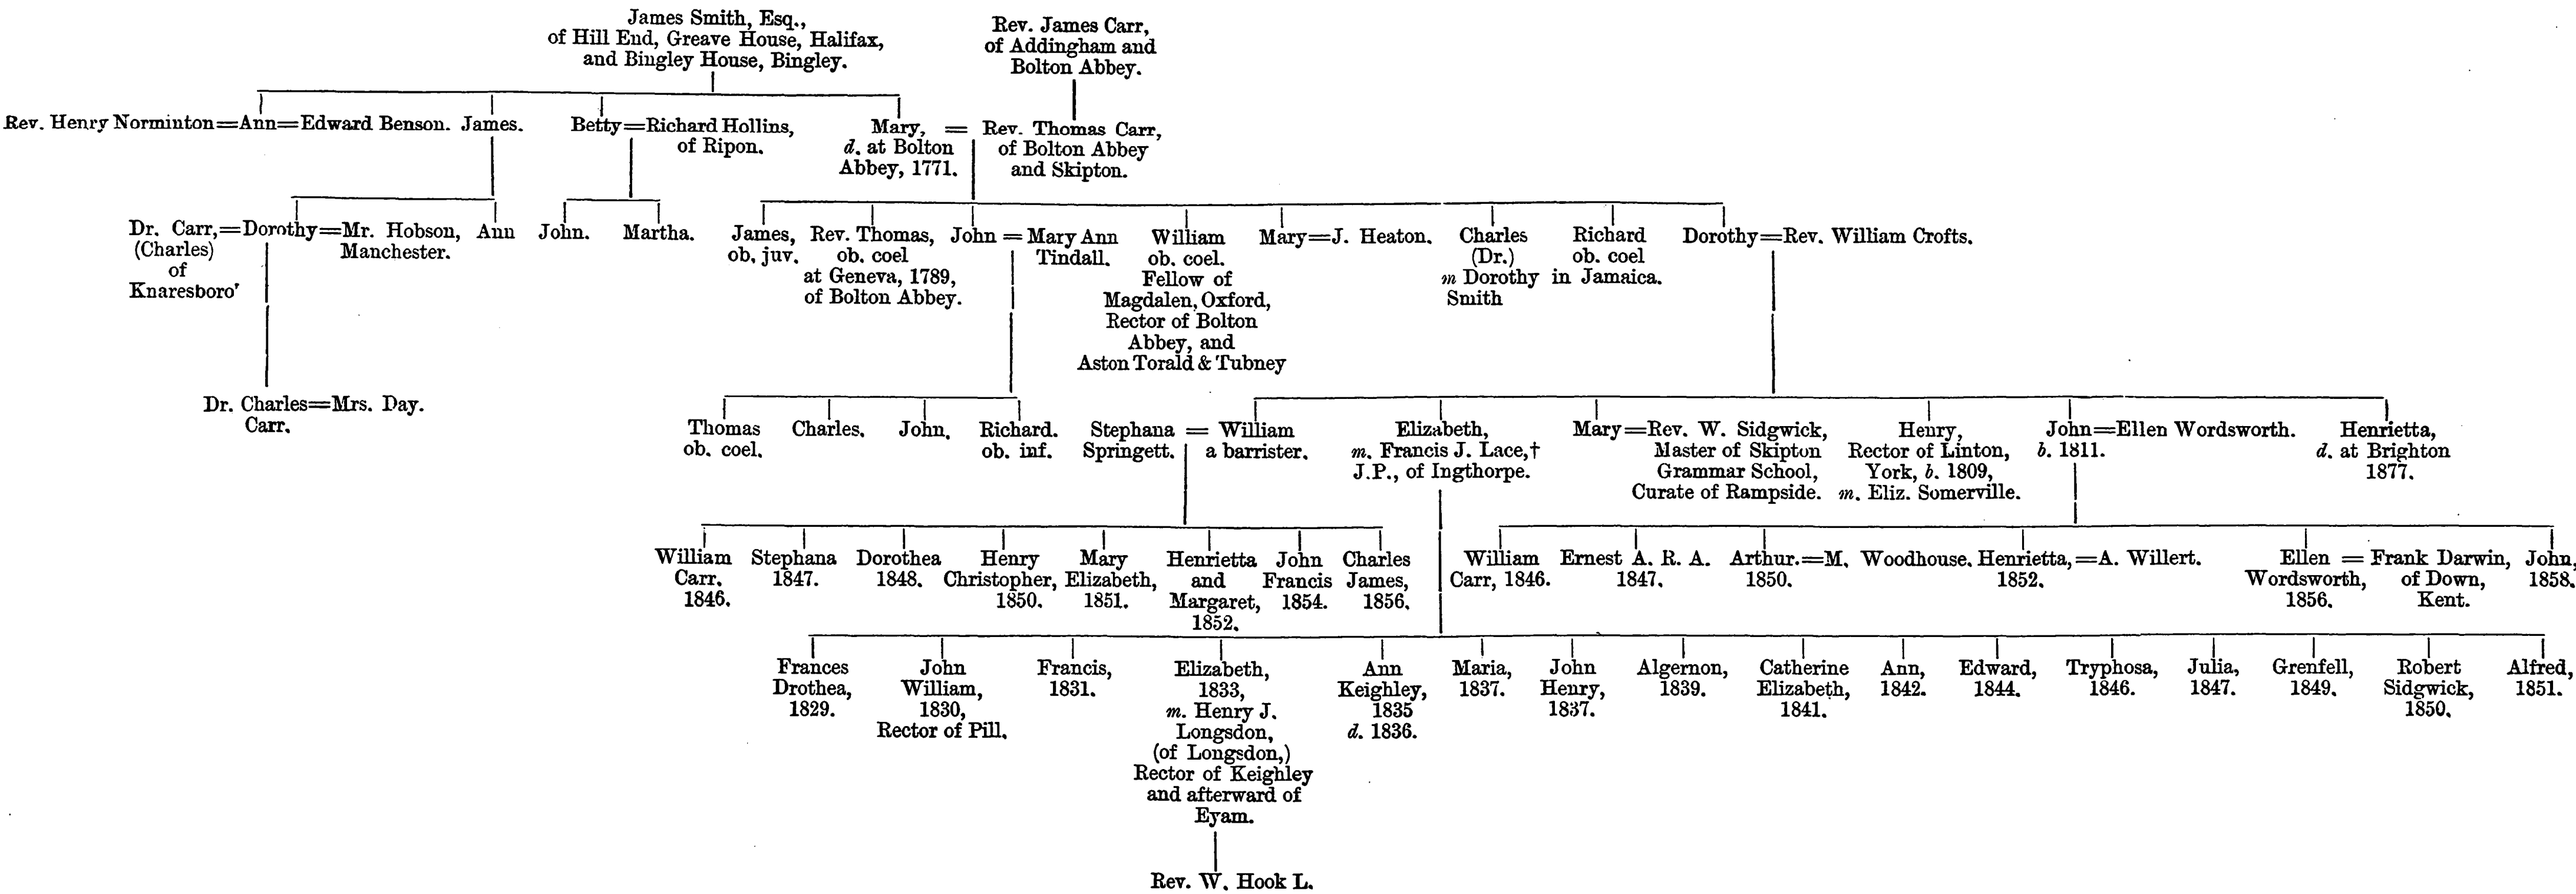 James Smith, Esq.,
of Hill End, Greave House, Halifax,
and Bingley House, Bingley.
Rev. James Carr,
of Addingham and
Bolton Abbey.
Rev. Henry Norminton=Ann=Edward Benson. James.
Betty=Richard Hollins,
of Ripon.
Mary, =
d. at Bolton
Abbey, 1771.
Rev. Thomas Carr,
of Bolton Abbey
and Skipton.
Dr. Carr,=Dorothy=Mr. Hobson,
(Charles)
of
Knaresboro'
Manchester.
Ann
John.
Martha.
James,
ob. juv.
Rev. Thomas,
ob. coel
at Geneva, 1789,
of Bolton Abbey.
John = Mary Ann
Tindall.
William
ob. coel.
Fellow of
Magdalen, Oxford,
Rector of Bolton
Abbey, and
Aston Torald & Tubney
Mary=J. Heaton.
Charles
(Dr.)
m Dorothy
Smith
Richard
ob. coel
in Jamaica.
Dorothy=Rev. William Crofts.
Dr. Charles=Mrs. Day.
Carr.
Thomas
ob. coel.
Charles.
John.
Richard.
ob. inf.
Stephana = William
Springett. a barrister.
Elizabeth,
m. Francis J. Lace,†
J.P., of Ingthorpe.
Mary=Rev. W. Sidgwick,
Master of Skipton
Grammar School,
Curate of Rampside.
Henry,
Rector of Linton,
York, b. 1809,
m. Eliz. Somerville.
John=Ellen Wordsworth.
b. 1811.
Henrietta,
d. at Brighton
1877.
William
Carr.
1846.
Stephana
1847.
Dorothea
1848.
Henry
Christopher,
1850.
Mary
Elizabeth,
1851.
Henrietta
and
Margaret,
1852.
John
Francis
1854.
Charles
James,
1856.
William
Carr, 1846.
Ernest A. R. A.
1847.
Arthur.=M. Woodhouse.
1850.
Henrietta,=A. Willert.
1852.
Ellen = Frank Darwin,
Wordsworth,
1856.
of Down,
Kent.
John,
1858.
Frances
Drothea,
1829.
John
William,
1830,
Rector of Pill.
Francis,
1831.
Elizabeth,
1833,
m. Henry J.
Longsdon,
(of Longsdon,)
Rector of Keighley
and afterward of
Eyam.
Ann
Keighley,
1835
d. 1836.
Maria,
1837.
John
Henry,
1837.
Algernon,
1839.
Catherine
Elizabeth,
1841.
Ann,
1842.
Edward,
1844.
Tryphosa,
1846.
Julia,
1847.
Grenfell,
1849.
Robert
Sidgwick,
1850.
Alfred,
1851.
Rev. W. Hook L.